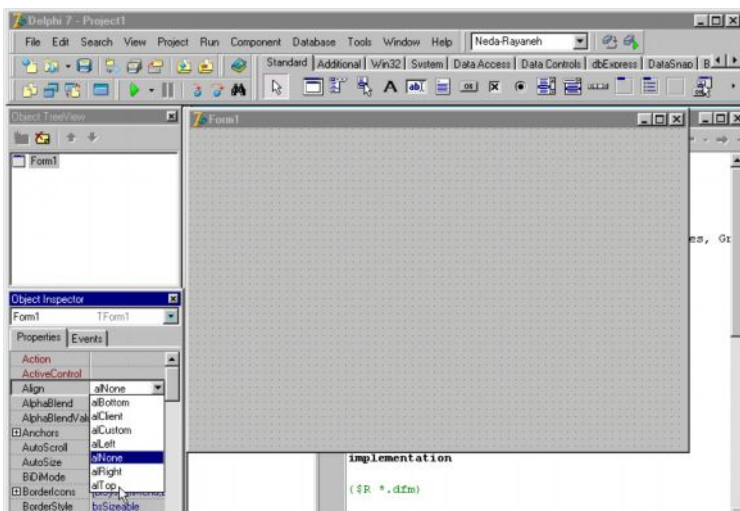 Delphi 7 - Project1
File Edit Search View Project Run Component Database Tools Window Help Neda-Rayaneh
Standard Additional Win32 System Data Access Data Controls dbExpress DataSnap B
Object TreeView
Form1
Form1
es, Gr
Object Inspector
Form1 TForm1
Properties Events
Action
ActiveControl
Align alNone
AlphaBlend alBottom
AlphaBlendVal alClient
Anchors alCustom
AutoScroll alLeft
AutoSize alNone
BiDiMode alRight
BorderIcons alTop
BorderStyle bsSizeable
implementation
{$R *.dfm}